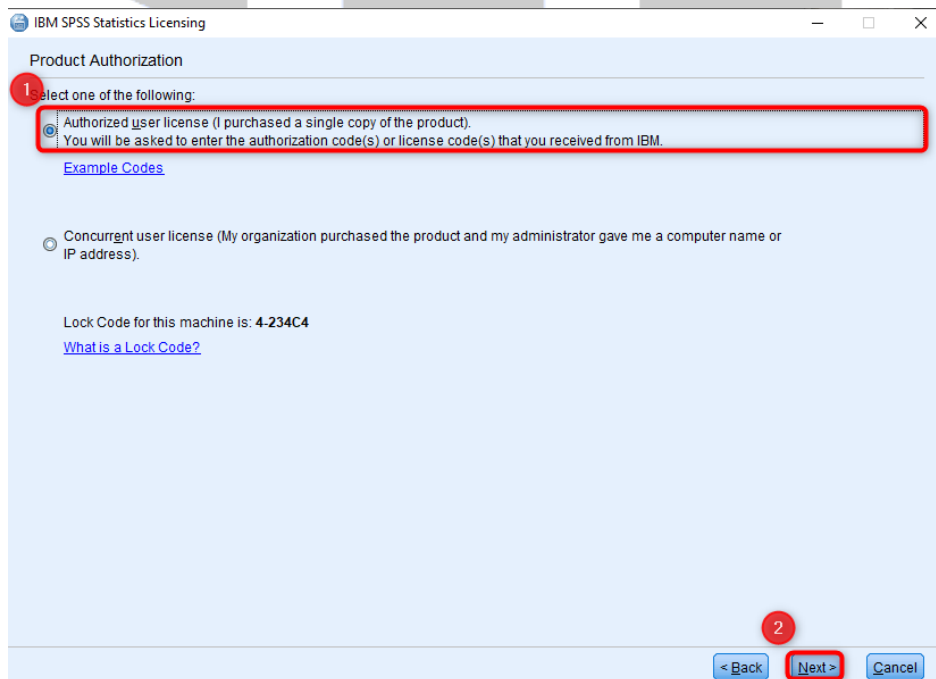 IBM SPSS Statistics Licensing
Product Authorization
1
Select one of the following:
Authorized user license (I purchased a single copy of the product).
You will be asked to enter the authorization code(s) or license code(s) that you received from IBM.
Example Codes
Concurrent user license (My organization purchased the product and my administrator gave me a computer name or
IP address).
Lock Code for this machine is: 4-234C4
What is a Lock Code?
2
< Back Next > Cancel